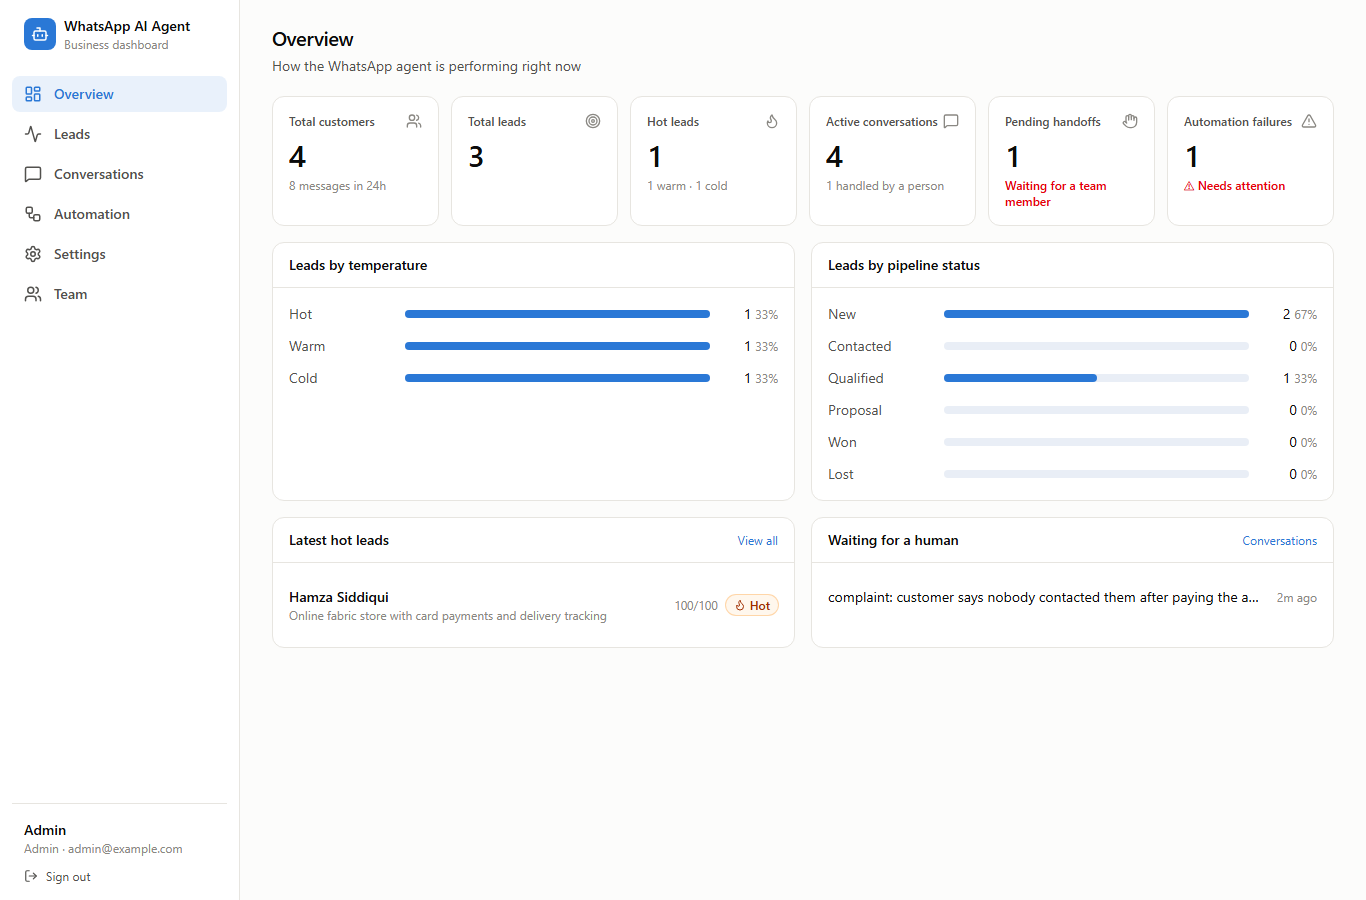 WhatsApp AI Agent
Business dashboard
Overview
Leads
Conversations
Automation
Settings
Team
Admin
Admin · admin@example.com
Sign out
Overview
How the WhatsApp agent is performing right now
Total customers
4
8 messages in 24h
Total leads
3
Hot leads
1
1 warm · 1 cold
Active conversations
4
1 handled by a person
Pending handoffs
1
Waiting for a team
member
Automation failures
1
Needs attention
Leads by temperature
Hot 1 33%
Warm 1 33%
Cold 1 33%
Leads by pipeline status
New 2 67%
Contacted 0 0%
Qualified 1 33%
Proposal 0 0%
Won 0 0%
Lost 0 0%
Latest hot leads View all
Hamza Siddiqui
Online fabric store with card payments and delivery tracking
100/100 Hot
Waiting for a human Conversations
complaint: customer says nobody contacted them after paying the a... 2m ago